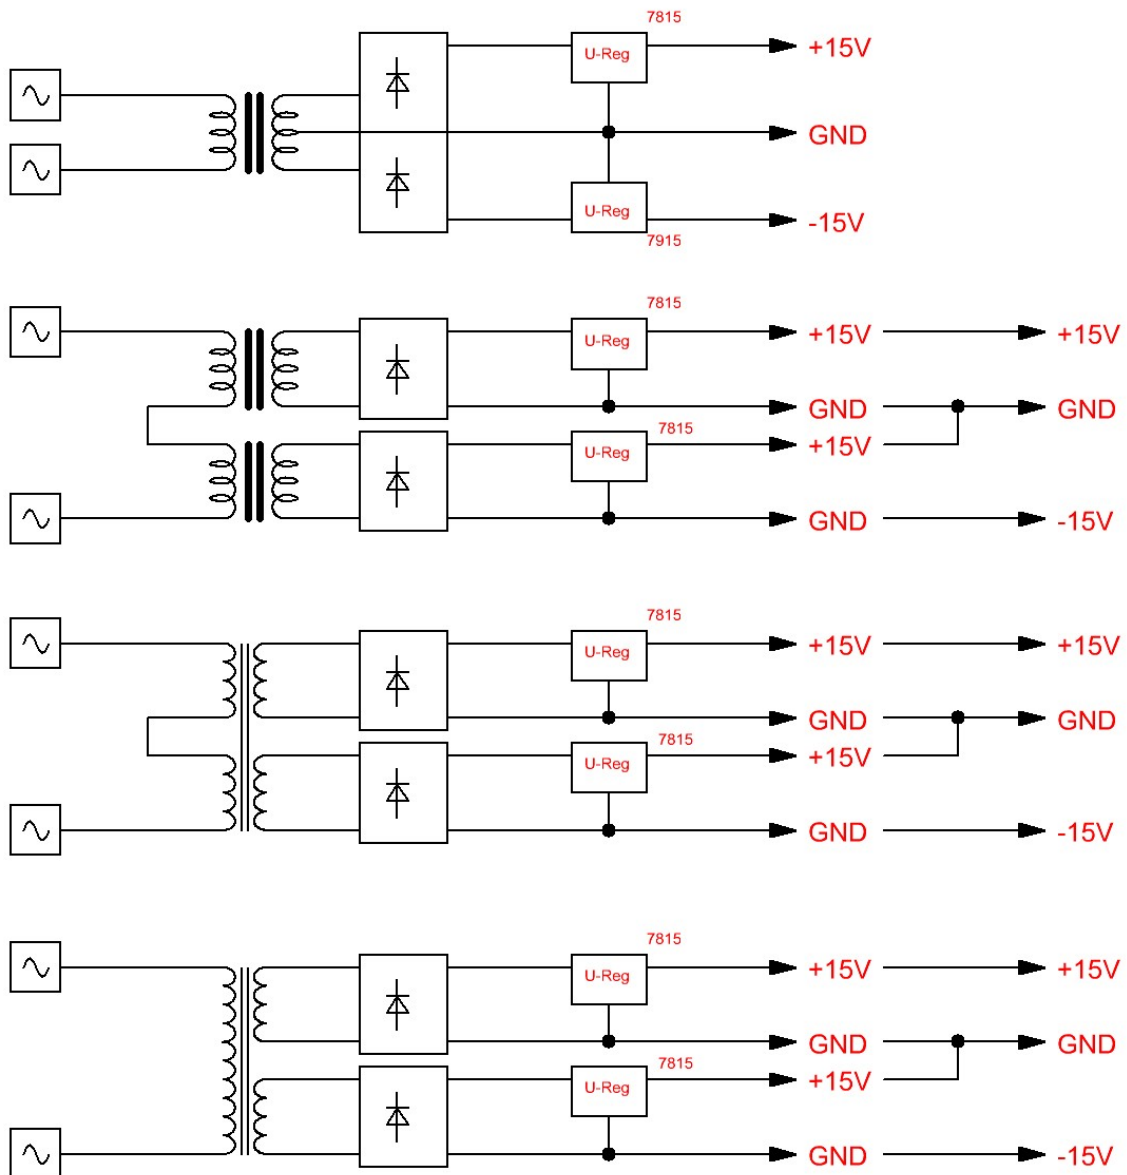 7815
U-Reg
+15V
GND
U-Reg
-15V
7915
7815
U-Reg
+15V
+15V
GND
GND
7815
U-Reg
+15V
GND
-15V
7815
U-Reg
+15V
+15V
GND
GND
7815
U-Reg
+15V
GND
-15V
7815
U-Reg
+15V
+15V
GND
GND
7815
U-Reg
+15V
GND
-15V